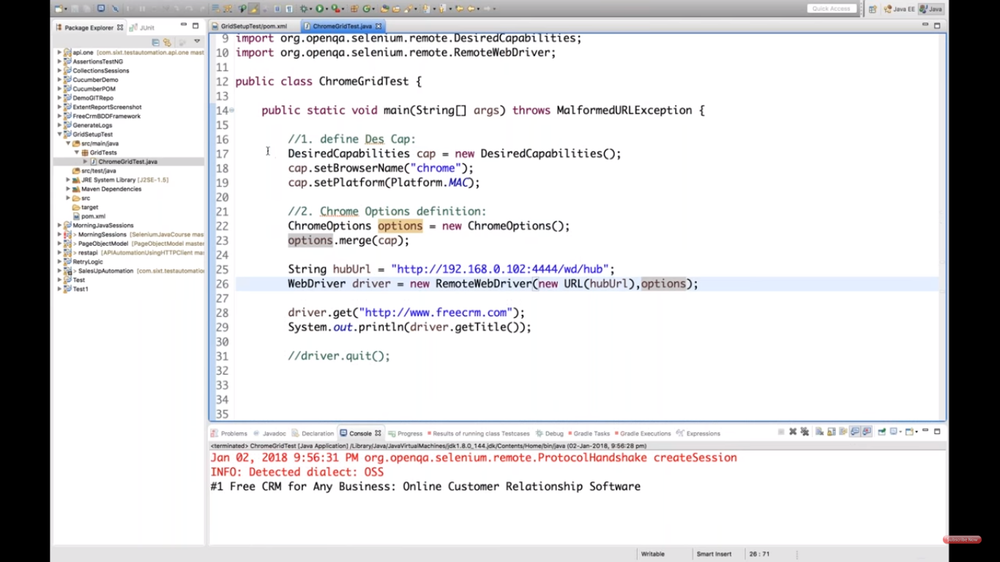 Quick Access
Java EE
Java
Package Explorer
JUnit
GridSetupTest/pom.xml
ChromeGridTest.java
api.one [com.sixt.testautomation.api.one mast
AssertionsTestNG
CollectionsSessions
CucumberDemo
CucumberPOM
DemoGITRepo
ExtentReportScreenshot
FreeCrmBDDFramework
GenerateLogs
GridSetupTest
src/main/java
GridTests
ChromeGridTest.java
src/test/java
JRE System Library [J2SE-1.5]
Maven Dependencies
src
target
pom.xml
MorningJavaSessions
> MorningSessions [SeleniumJavaCourse mast
> PageObjectModel [PageObjectModel master
> restapi [APIAutomationUsingHTTPClient m
RetryLogic
> SalesUpAutomation [com.sixt.testautomation
Test
Test1
9 import org.openqa.selenium.remote.DesiredCapabilities;
10 import org.openqa.selenium.remote.RemoteWebDriver;
11
12 public class ChromeGridTest {
13
14 public static void main(String[] args) throws MalformedURLException {
15
16 //1. define Des Cap:
17 DesiredCapabilities cap = new DesiredCapabilities();
18 cap.setBrowserName("chrome");
19 cap.setPlatform(Platform.MAC);
20
21 //2. Chrome Options definition:
22 ChromeOptions options = new ChromeOptions();
23 options.merge(cap);
24
25 String hubUrl = "http://192.168.0.102:4444/wd/hub";
26 WebDriver driver = new RemoteWebDriver(new URL(hubUrl),options);
27
28 driver.get("http://www.freecrm.com");
29 System.out.println(driver.getTitle());
30
31 //driver.quit();
32
33
34
35
Problems
Javadoc
Declaration
Console
Progress
Results of running class Testcases
Debug
Gradle Tasks
Gradle Executions
Expressions
<terminated> ChromeGridTest [Java Application] /Library/Java/JavaVirtualMachines/jdk1.8.0_144.jdk/Contents/Home/bin/java (02-Jan-2018, 9:56:28 pm)
Jan 02, 2018 9:56:31 PM org.openqa.selenium.remote.ProtocolHandshake createSession
INFO: Detected dialect: OSS
#1 Free CRM for Any Business: Online Customer Relationship Software
Subscribe Now
Writable
Smart Insert
26 : 71